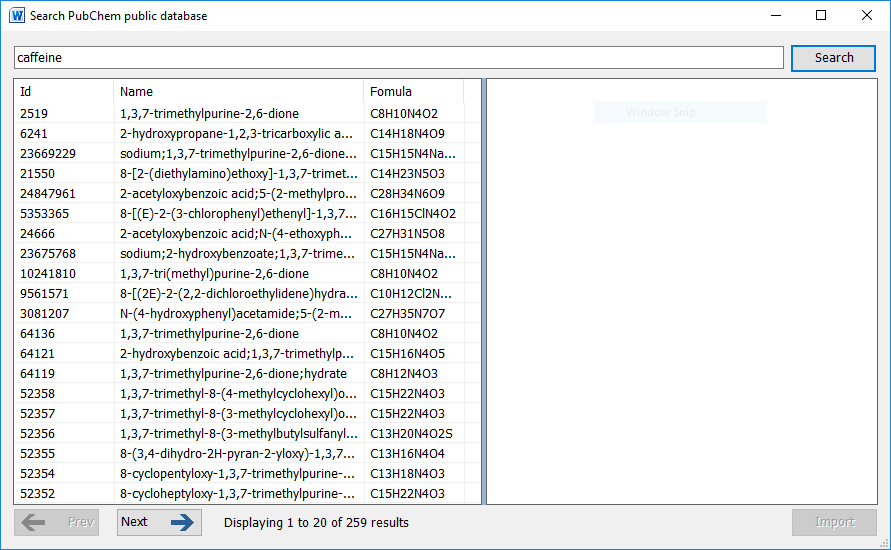 Search PubChem public database
caffeine Search
Id Name Fomula
2519 1,3,7-trimethylpurine-2,6-dione C8H10N4O2
6241 2-hydroxypropane-1,2,3-tricarboxylic a... C14H18N4O9
23669229 sodium;1,3,7-trimethylpurine-2,6-dione... C15H15N4Na...
21550 8-[2-(diethylamino)ethoxy]-1,3,7-trimet... C14H23N5O3
24847961 2-acetyloxybenzoic acid;5-(2-methylpro... C28H34N6O9
5353365 8-[(E)-2-(3-chlorophenyl)ethenyl]-1,3,7... C16H15ClN4O2
24666 2-acetyloxybenzoic acid;N-(4-ethoxyph... C27H31N5O8
23675768 sodium;2-hydroxybenzoate;1,3,7-trime... C15H15N4Na...
10241810 1,3,7-tri(methyl)purine-2,6-dione C8H10N4O2
9561571 8-[(2E)-2-(2,2-dichloroethylidene)hydra... C10H12Cl2N...
3081207 N-(4-hydroxyphenyl)acetamide;5-(2-m... C27H35N7O7
64136 1,3,7-trimethylpurine-2,6-dione C8H10N4O2
64121 2-hydroxybenzoic acid;1,3,7-trimethylp... C15H16N4O5
64119 1,3,7-trimethylpurine-2,6-dione;hydrate C8H12N4O3
52358 1,3,7-trimethyl-8-(4-methylcyclohexyl)o... C15H22N4O3
52357 1,3,7-trimethyl-8-(3-methylcyclohexyl)o... C15H22N4O3
52356 1,3,7-trimethyl-8-(3-methylbutylsulfanyl... C13H20N4O2S
52355 8-(3,4-dihydro-2H-pyran-2-yloxy)-1,3,7... C13H16N4O4
52354 8-cyclopentyloxy-1,3,7-trimethylpurine-... C13H18N4O3
52352 8-cycloheptyloxy-1,3,7-trimethylpurine-... C15H22N4O3
Window Snip
Prev Next Displaying 1 to 20 of 259 results Import